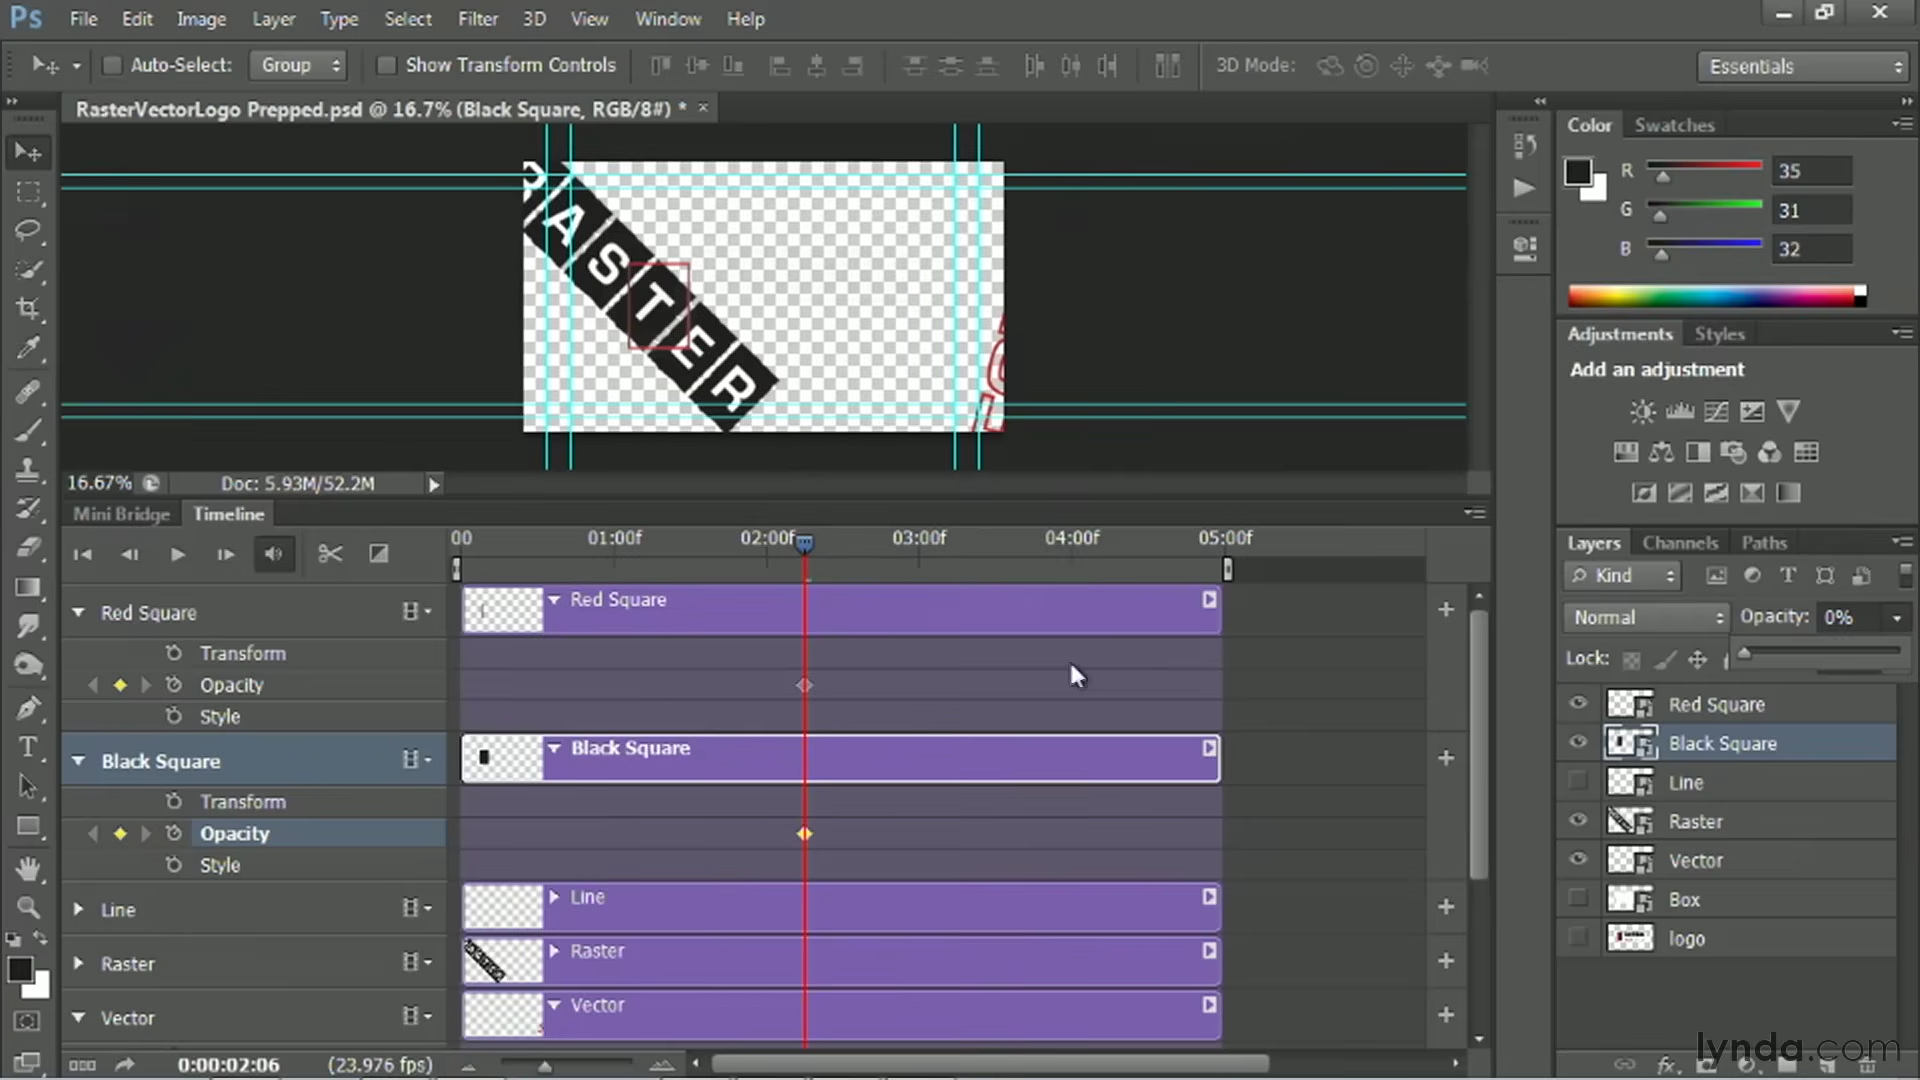 Ps File Edit Image Layer Type Select Filter 3D View Window Help
Auto-Select: Group Show Transform Controls 3D Mode: Essentials
RasterVectorLogo Prepped.psd @ 16.7% (Black Square, RGB/8#) * ×
RASTER
16.67% Doc: 5.93M/52.2M
Mini Bridge Timeline
00 01:00f 02:00f 03:00f 04:00f 05:00f
Red Square Red Square
Transform
Opacity
Style
Black Square Black Square
Transform
Opacity
Style
Line Line
Raster Raster
Vector Vector
0:00:02:06 (23.976 fps)
Color Swatches
R 35
G 31
B 32
Adjustments Styles
Add an adjustment
Layers Channels Paths
Kind
Normal Opacity: 0%
Lock:
Red Square
Black Square
Line
Raster
Vector
Box
logo
lynda.com